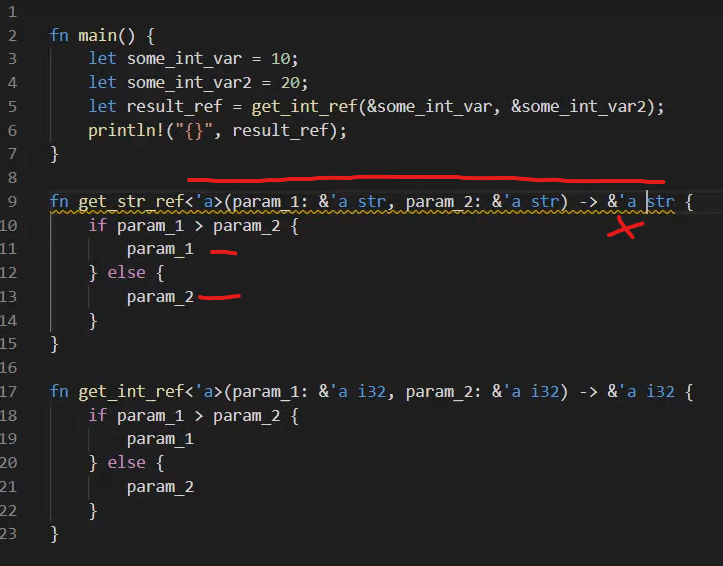 1
2 fn main() {
3 let some_int_var = 10;
4 let some_int_var2 = 20;
5 let result_ref = get_int_ref(&some_int_var, &some_int_var2);
6 println!("{}", result_ref);
7 }
8
9 fn get_str_ref<'a>(param_1: &'a str, param_2: &'a str) -> &'a str {
10 if param_1 > param_2 {
11 param_1
12 } else {
13 param_2
14 }
15 }
16
17 fn get_int_ref<'a>(param_1: &'a i32, param_2: &'a i32) -> &'a i32 {
18 if param_1 > param_2 {
19 param_1
20 } else {
21 param_2
22 }
23 }